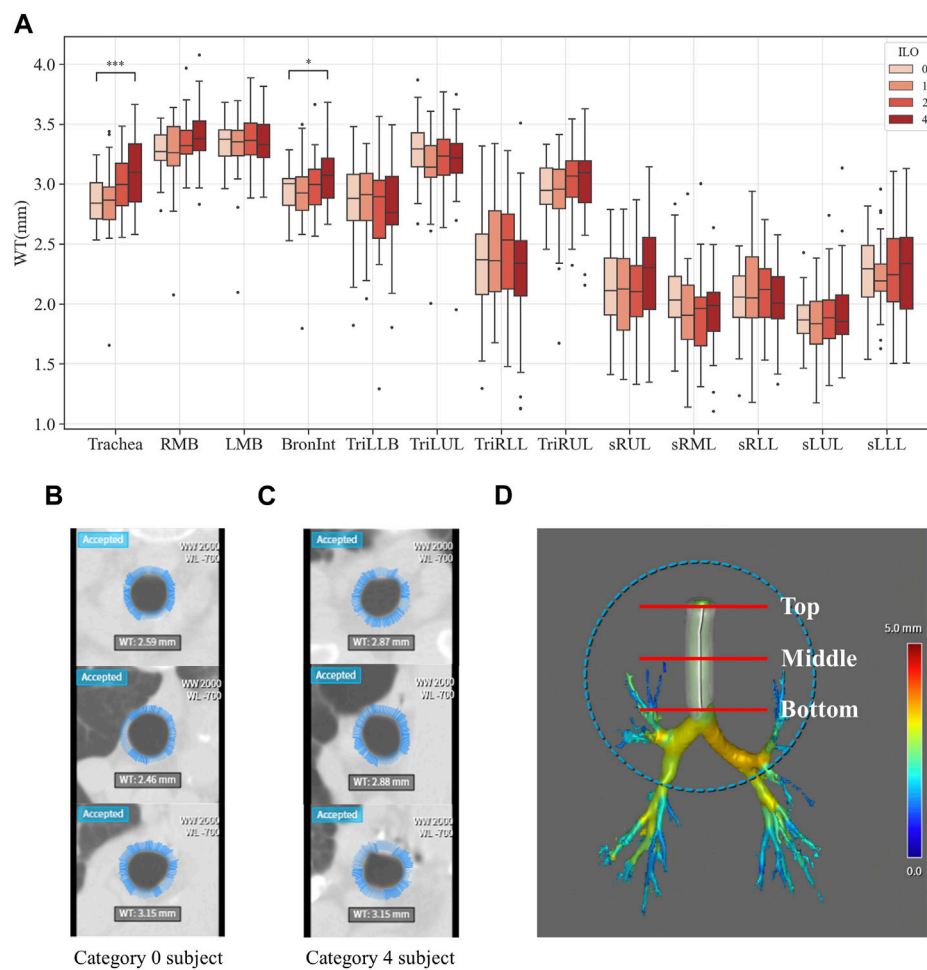 A
ILO
0
1
2
4
4.0
3.5
3.0
2.5
2.0
1.5
1.0
WT(mm)
***
*
Trachea RMB LMB BronInt TriLLB TriLUL TriRLL TriRUL sRUL sRML sRLL sLUL sLLL
B
Accepted
WW 2000
WL -700
WT: 2.59 mm
Accepted
WW 2000
WL -700
WT: 2.46 mm
Accepted
WW 2000
WL -700
WT: 3.15 mm
Category 0 subject
C
Accepted
WW 2000
WL -700
WT: 2.87 mm
Accepted
WW 2000
WL -700
WT: 2.88 mm
Accepted
WW 2000
WL -700
WT: 3.15 mm
Category 4 subject
D
Top
Middle
Bottom
5.0 mm
0.0